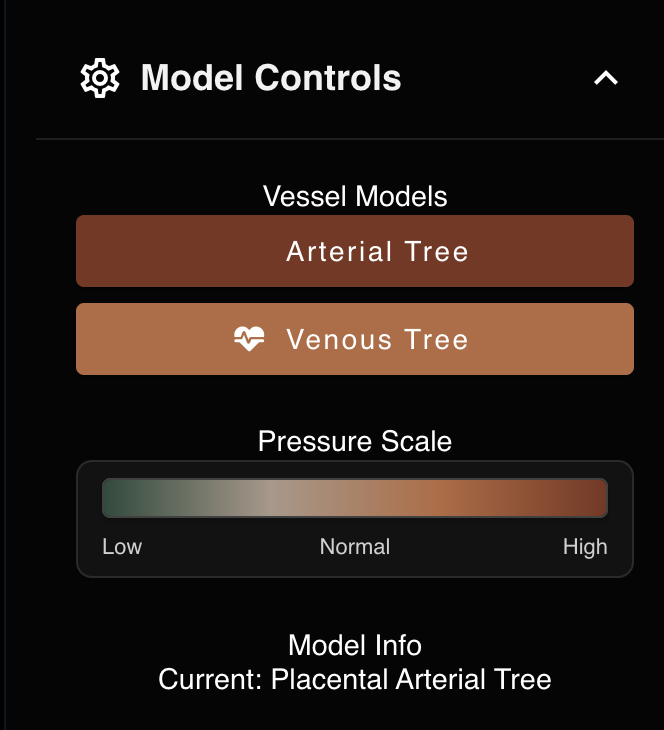 Model Controls
Vessel Models
Arterial Tree
Venous Tree
Pressure Scale
Low Normal High
Model Info
Current: Placental Arterial Tree